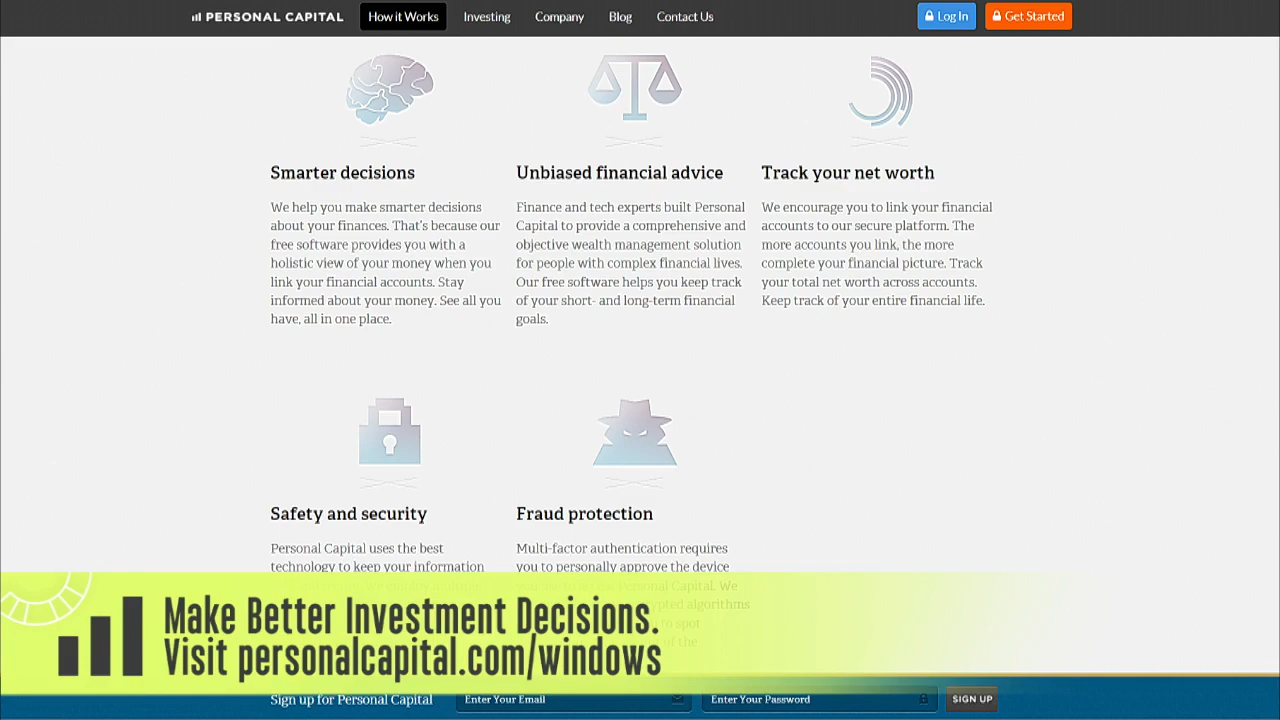 PERSONAL CAPITAL How it Works Investing Company Blog Contact Us Log In Get Started
Smarter decisions
We help you make smarter decisions
about your finances. That's because our
free software provides you with a
holistic view of your money when you
link your financial accounts. Stay
informed about your money. See all you
have, all in one place.
Unbiased financial advice
Finance and tech experts built Personal
Capital to provide a comprehensive and
objective wealth management solution
for people with complex financial lives.
Our free software helps you keep track
of your short- and long-term financial
goals.
Track your net worth
We encourage you to link your financial
accounts to our secure platform. The
more accounts you link, the more
complete your financial picture. Track
your total net worth across accounts.
Keep track of your entire financial life.
Safety and security
Personal Capital uses the best
technology to keep your information
Fraud protection
Multi-factor authentication requires
you to personally approve the device
Personal Capital. We
algorithms
to spot
of the
Make Better Investment Decisions.
Visit personalcapital.com/windows
Sign up for Personal Capital Enter Your Email Enter Your Password SIGN UP